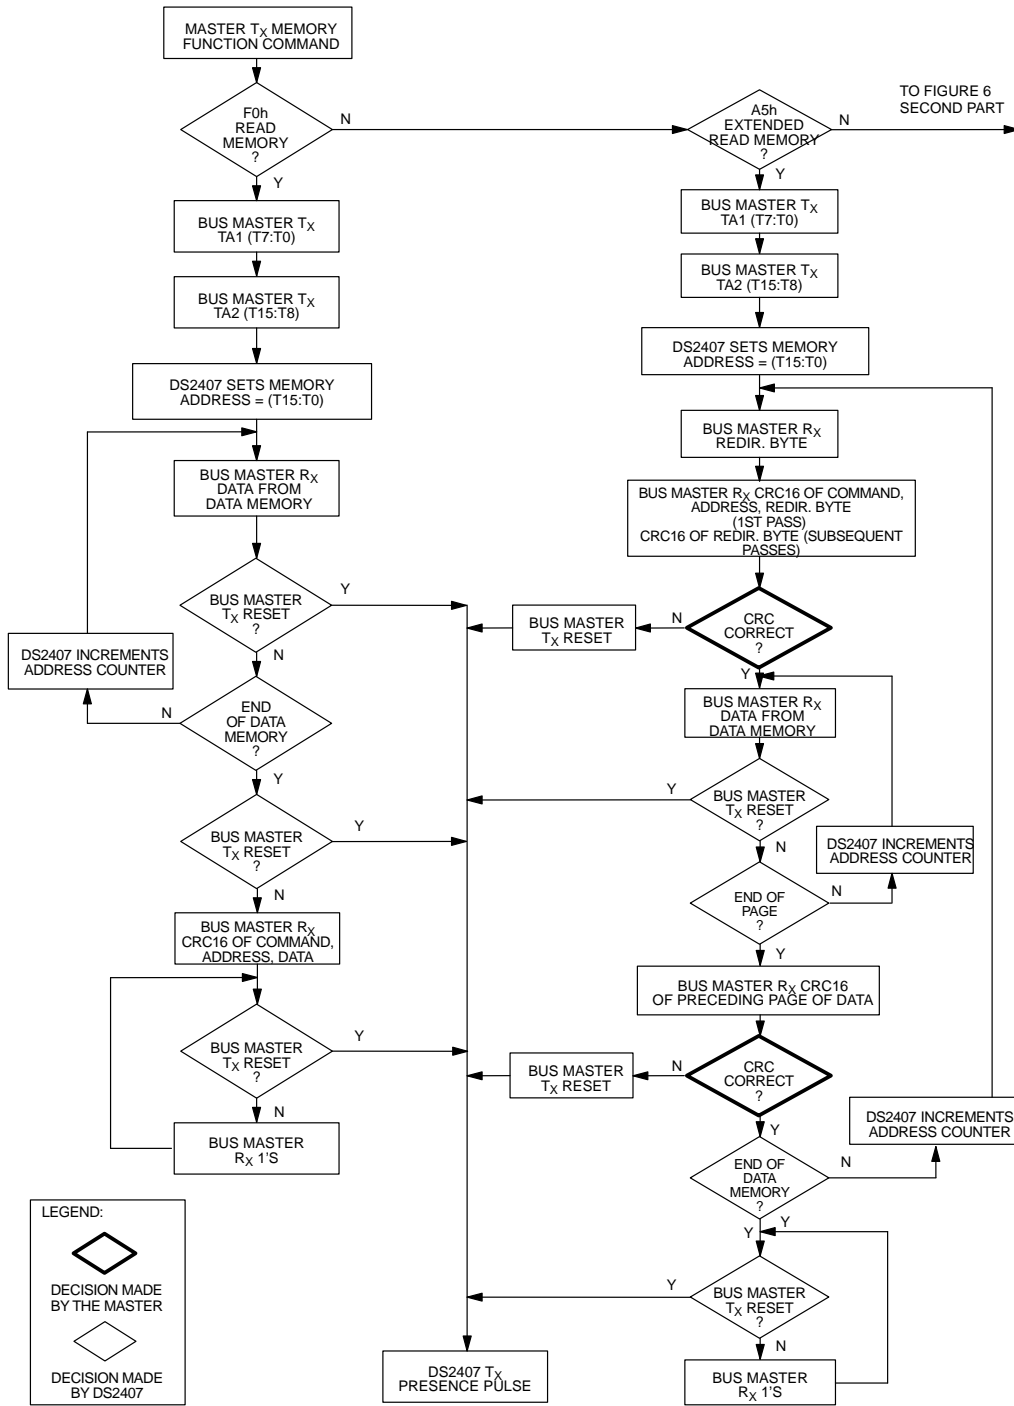 MASTER TX MEMORY
FUNCTION COMMAND
F0h
READ
MEMORY
?
N
Y
BUS MASTER TX
TA1 (T7:T0)
BUS MASTER TX
TA2 (T15:T8)
DS2407 SETS MEMORY
ADDRESS = (T15:T0)
BUS MASTER RX
DATA FROM
DATA MEMORY
BUS MASTER
TX RESET
?
Y
N
DS2407 INCREMENTS
ADDRESS COUNTER
END
OF DATA
MEMORY
?
N
Y
BUS MASTER
TX RESET
?
Y
N
BUS MASTER RX
CRC16 OF COMMAND,
ADDRESS, DATA
BUS MASTER
TX RESET
?
Y
N
BUS MASTER
RX 1'S
A5h
EXTENDED
READ MEMORY
?
N
TO FIGURE 6
SECOND PART
Y
BUS MASTER TX
TA1 (T7:T0)
BUS MASTER TX
TA2 (T15:T8)
DS2407 SETS MEMORY
ADDRESS = (T15:T0)
BUS MASTER RX
REDIR. BYTE
BUS MASTER RX CRC16 OF COMMAND,
ADDRESS, REDIR. BYTE
(1ST PASS)
CRC16 OF REDIR. BYTE (SUBSEQUENT
PASSES)
CRC
CORRECT
?
N
BUS MASTER
TX RESET
Y
BUS MASTER RX
DATA FROM
DATA MEMORY
BUS MASTER
TX RESET
?
Y
N
DS2407 INCREMENTS
ADDRESS COUNTER
END OF
PAGE
?
N
Y
BUS MASTER RX CRC16
OF PRECEDING PAGE OF DATA
CRC
CORRECT
?
N
BUS MASTER
TX RESET
Y
DS2407 INCREMENTS
ADDRESS COUNTER
END OF
DATA
MEMORY
?
N
Y
Y
BUS MASTER
TX RESET
?
Y
N
BUS MASTER
RX 1'S
DS2407 TX
PRESENCE PULSE
LEGEND:
DECISION MADE
BY THE MASTER
DECISION MADE
BY DS2407